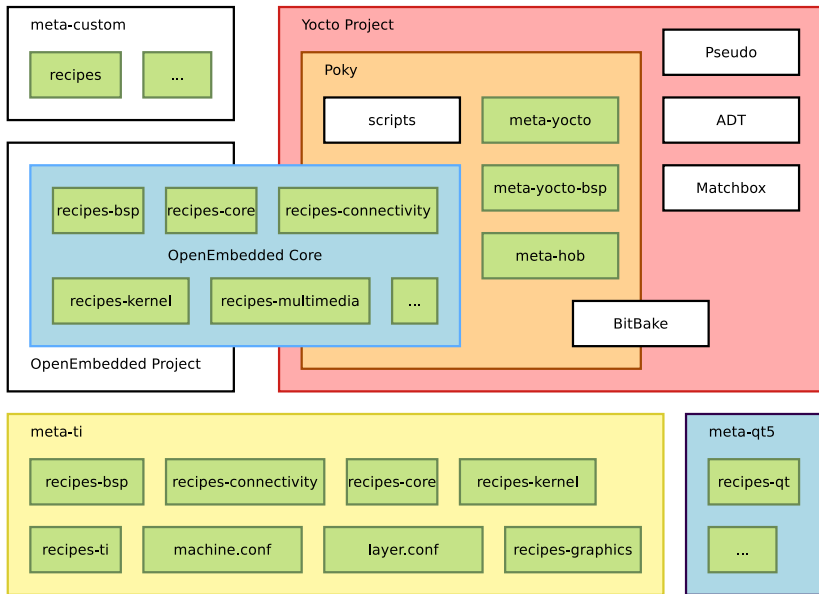 meta-custom
recipes
...
Yocto Project
Poky
scripts
meta-yocto
meta-yocto-bsp
meta-hob
BitBake
Pseudo
ADT
Matchbox
recipes-bsp
recipes-core
recipes-connectivity
OpenEmbedded Core
recipes-kernel
recipes-multimedia
...
OpenEmbedded Project
meta-ti
recipes-bsp
recipes-connectivity
recipes-core
recipes-kernel
recipes-ti
machine.conf
layer.conf
recipes-graphics
meta-qt5
recipes-qt
...